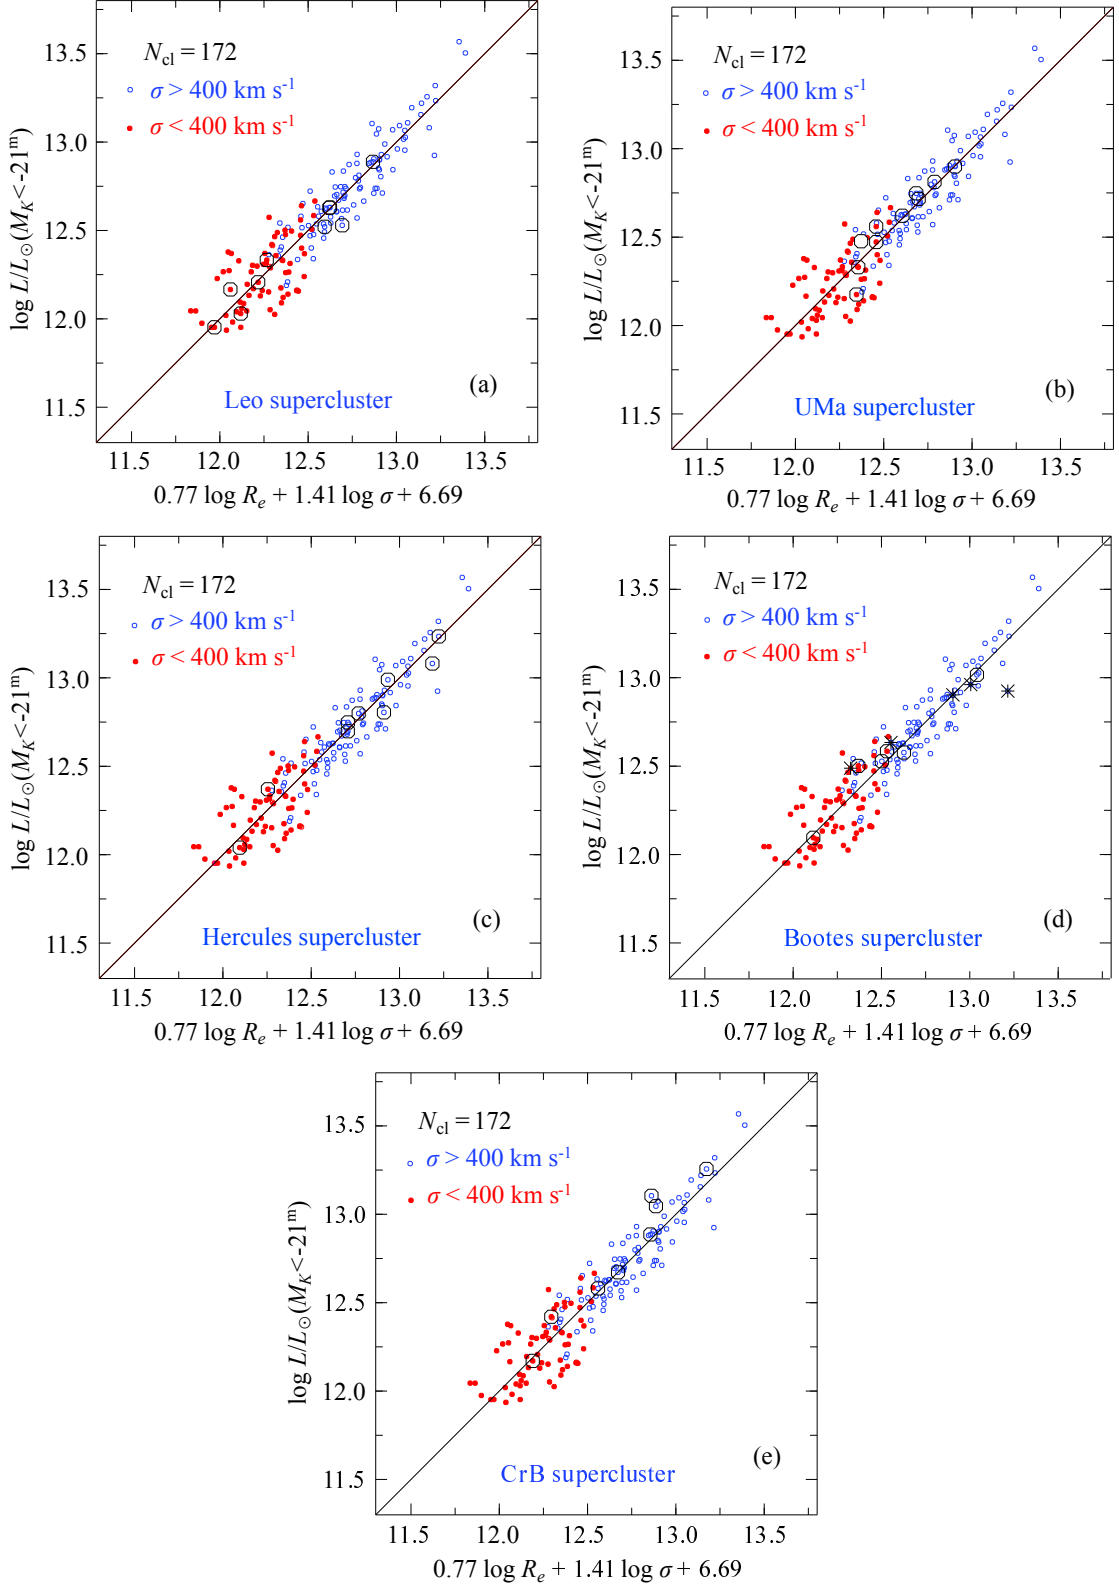 13.5
13.0
12.5
12.0
11.5
log L/L☉(M_K<-21ᵐ)
N_cl = 172
σ > 400 km s⁻¹
σ < 400 km s⁻¹
(a)
Leo supercluster
11.5 12.0 12.5 13.0 13.5
0.77 log R_e + 1.41 log σ + 6.69
13.5
13.0
12.5
12.0
11.5
log L/L☉(M_K<-21ᵐ)
N_cl = 172
σ > 400 km s⁻¹
σ < 400 km s⁻¹
(b)
UMa supercluster
11.5 12.0 12.5 13.0 13.5
0.77 log R_e + 1.41 log σ + 6.69
13.5
13.0
12.5
12.0
11.5
log L/L☉(M_K<-21ᵐ)
N_cl = 172
σ > 400 km s⁻¹
σ < 400 km s⁻¹
(c)
Hercules supercluster
11.5 12.0 12.5 13.0 13.5
0.77 log R_e + 1.41 log σ + 6.69
13.5
13.0
12.5
12.0
11.5
log L/L☉(M_K<-21ᵐ)
N_cl = 172
σ > 400 km s⁻¹
σ < 400 km s⁻¹
(d)
Bootes supercluster
11.5 12.0 12.5 13.0 13.5
0.77 log R_e + 1.41 log σ + 6.69
13.5
13.0
12.5
12.0
11.5
log L/L☉(M_K<-21ᵐ)
N_cl = 172
σ > 400 km s⁻¹
σ < 400 km s⁻¹
(e)
CrB supercluster
11.5 12.0 12.5 13.0 13.5
0.77 log R_e + 1.41 log σ + 6.69